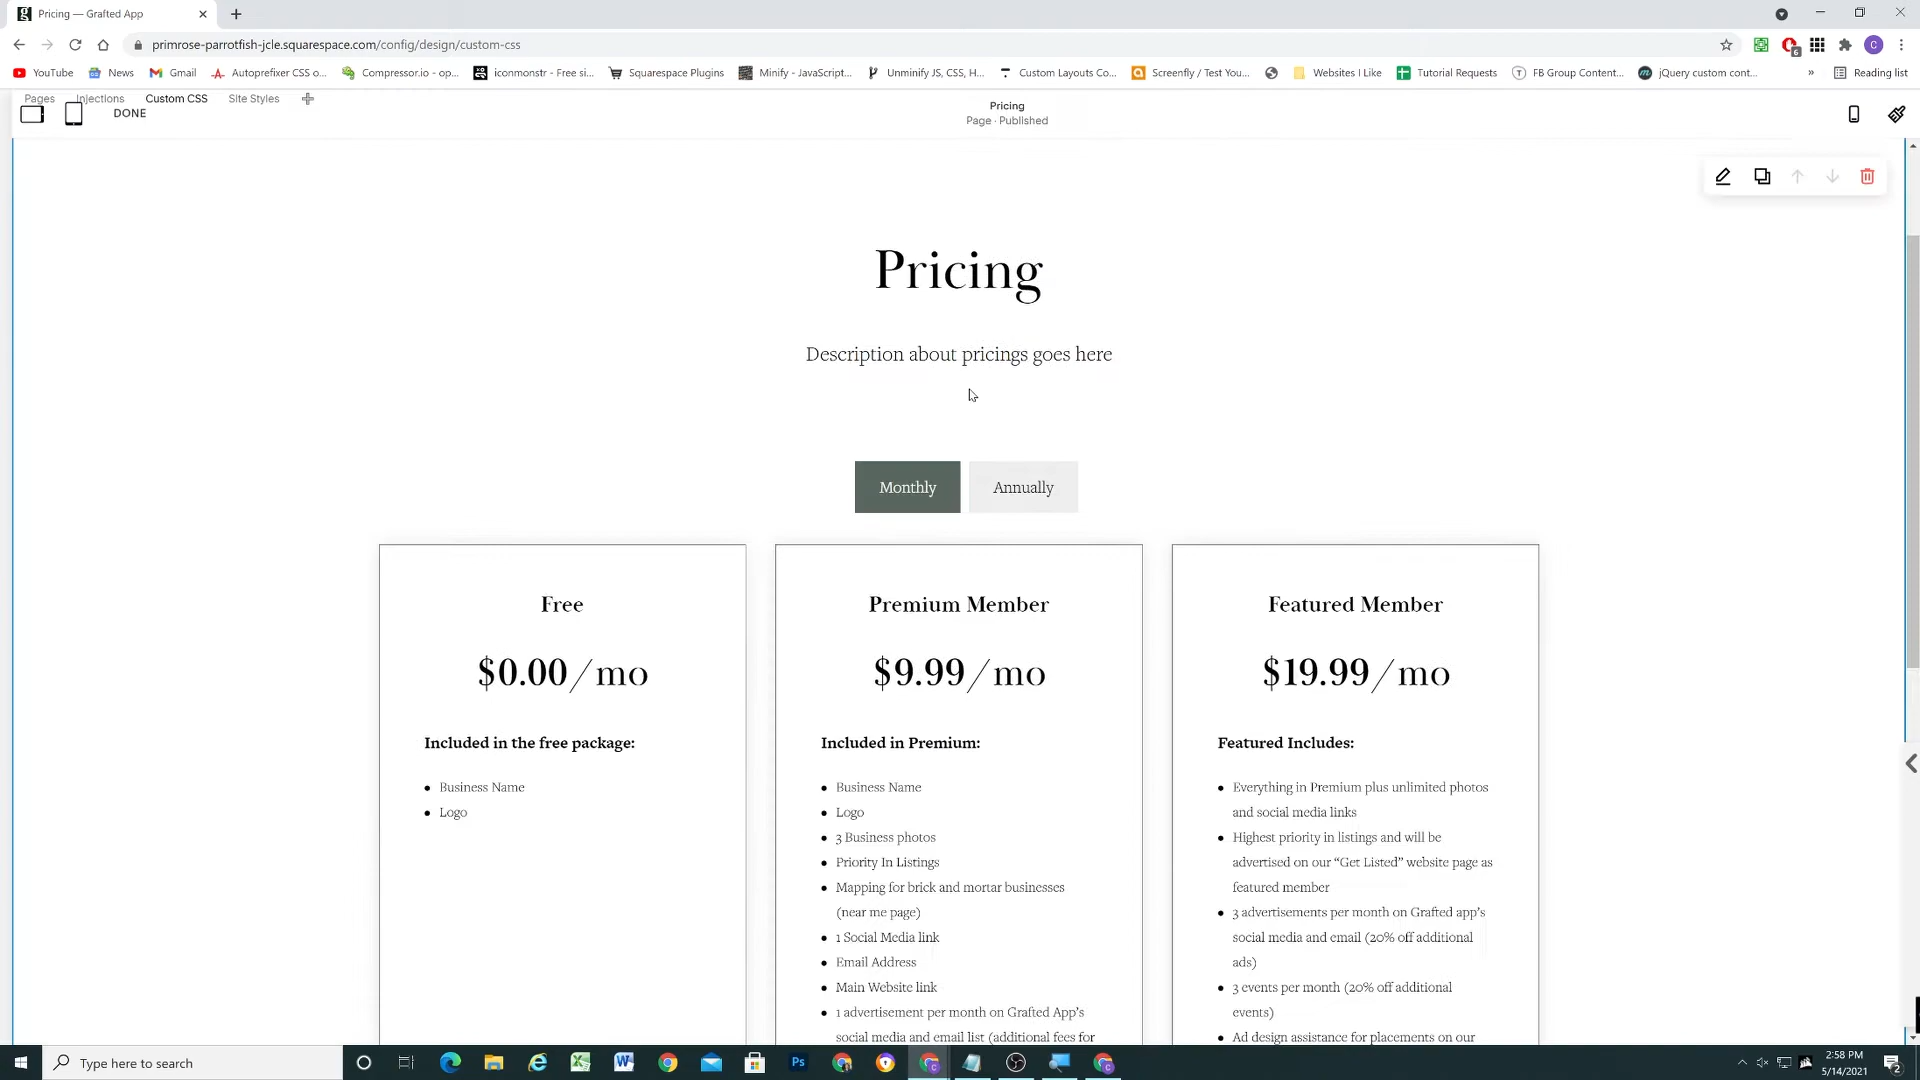 Pricing — Grafted App
primrose-parrotfish-jcle.squarespace.com/config/design/custom-css
YouTube News Gmail Autoprefixer CSS o... Compressor.io - op... iconmonstr - Free si... Squarespace Plugins Minify - JavaScript... Unminify JS, CSS, H... Custom Layouts Co... Screenfly / Test You... Websites I Like Tutorial Requests FB Group Content... jQuery custom cont... » Reading list
Pages Injections Custom CSS Site Styles
DONE
Pricing
Page · Published
Pricing
Description about pricings goes here
Monthly Annually
Free
$0.00/mo
Included in the free package:
• Business Name
• Logo
Premium Member
$9.99/mo
Included in Premium:
• Business Name
• Logo
• 3 Business photos
• Priority In Listings
• Mapping for brick and mortar businesses
(near me page)
• 1 Social Media link
• Email Address
• Main Website link
• 1 advertisement per month on Grafted App's
social media and email list (additional fees for
Featured Member
$19.99/mo
Featured Includes:
• Everything in Premium plus unlimited photos
and social media links
• Highest priority in listings and will be
advertised on our “Get Listed” website page as
featured member
• 3 advertisements per month on Grafted app's
social media and email (20% off additional
ads)
• 3 events per month (20% off additional
events)
• Ad design assistance for placements on our
Type here to search
2:58 PM
5/14/2021